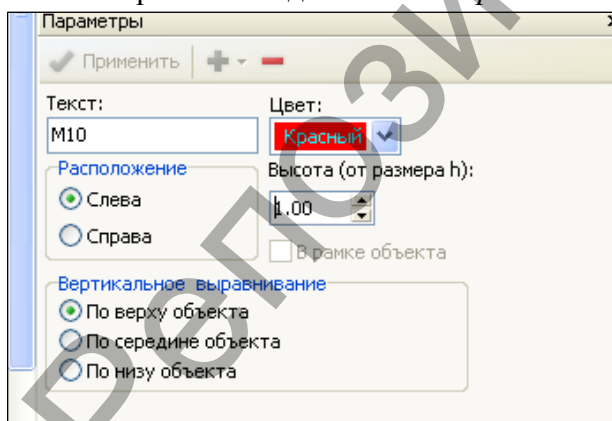 Параметры
Применить
Текст: Цвет:
М10 Красный
Расположение Высота (от размера h):
Слева 1.00
Справа
В рамке объекта
Вертикальное выравнивание
По верху объекта
По середине объекта
По низу объекта